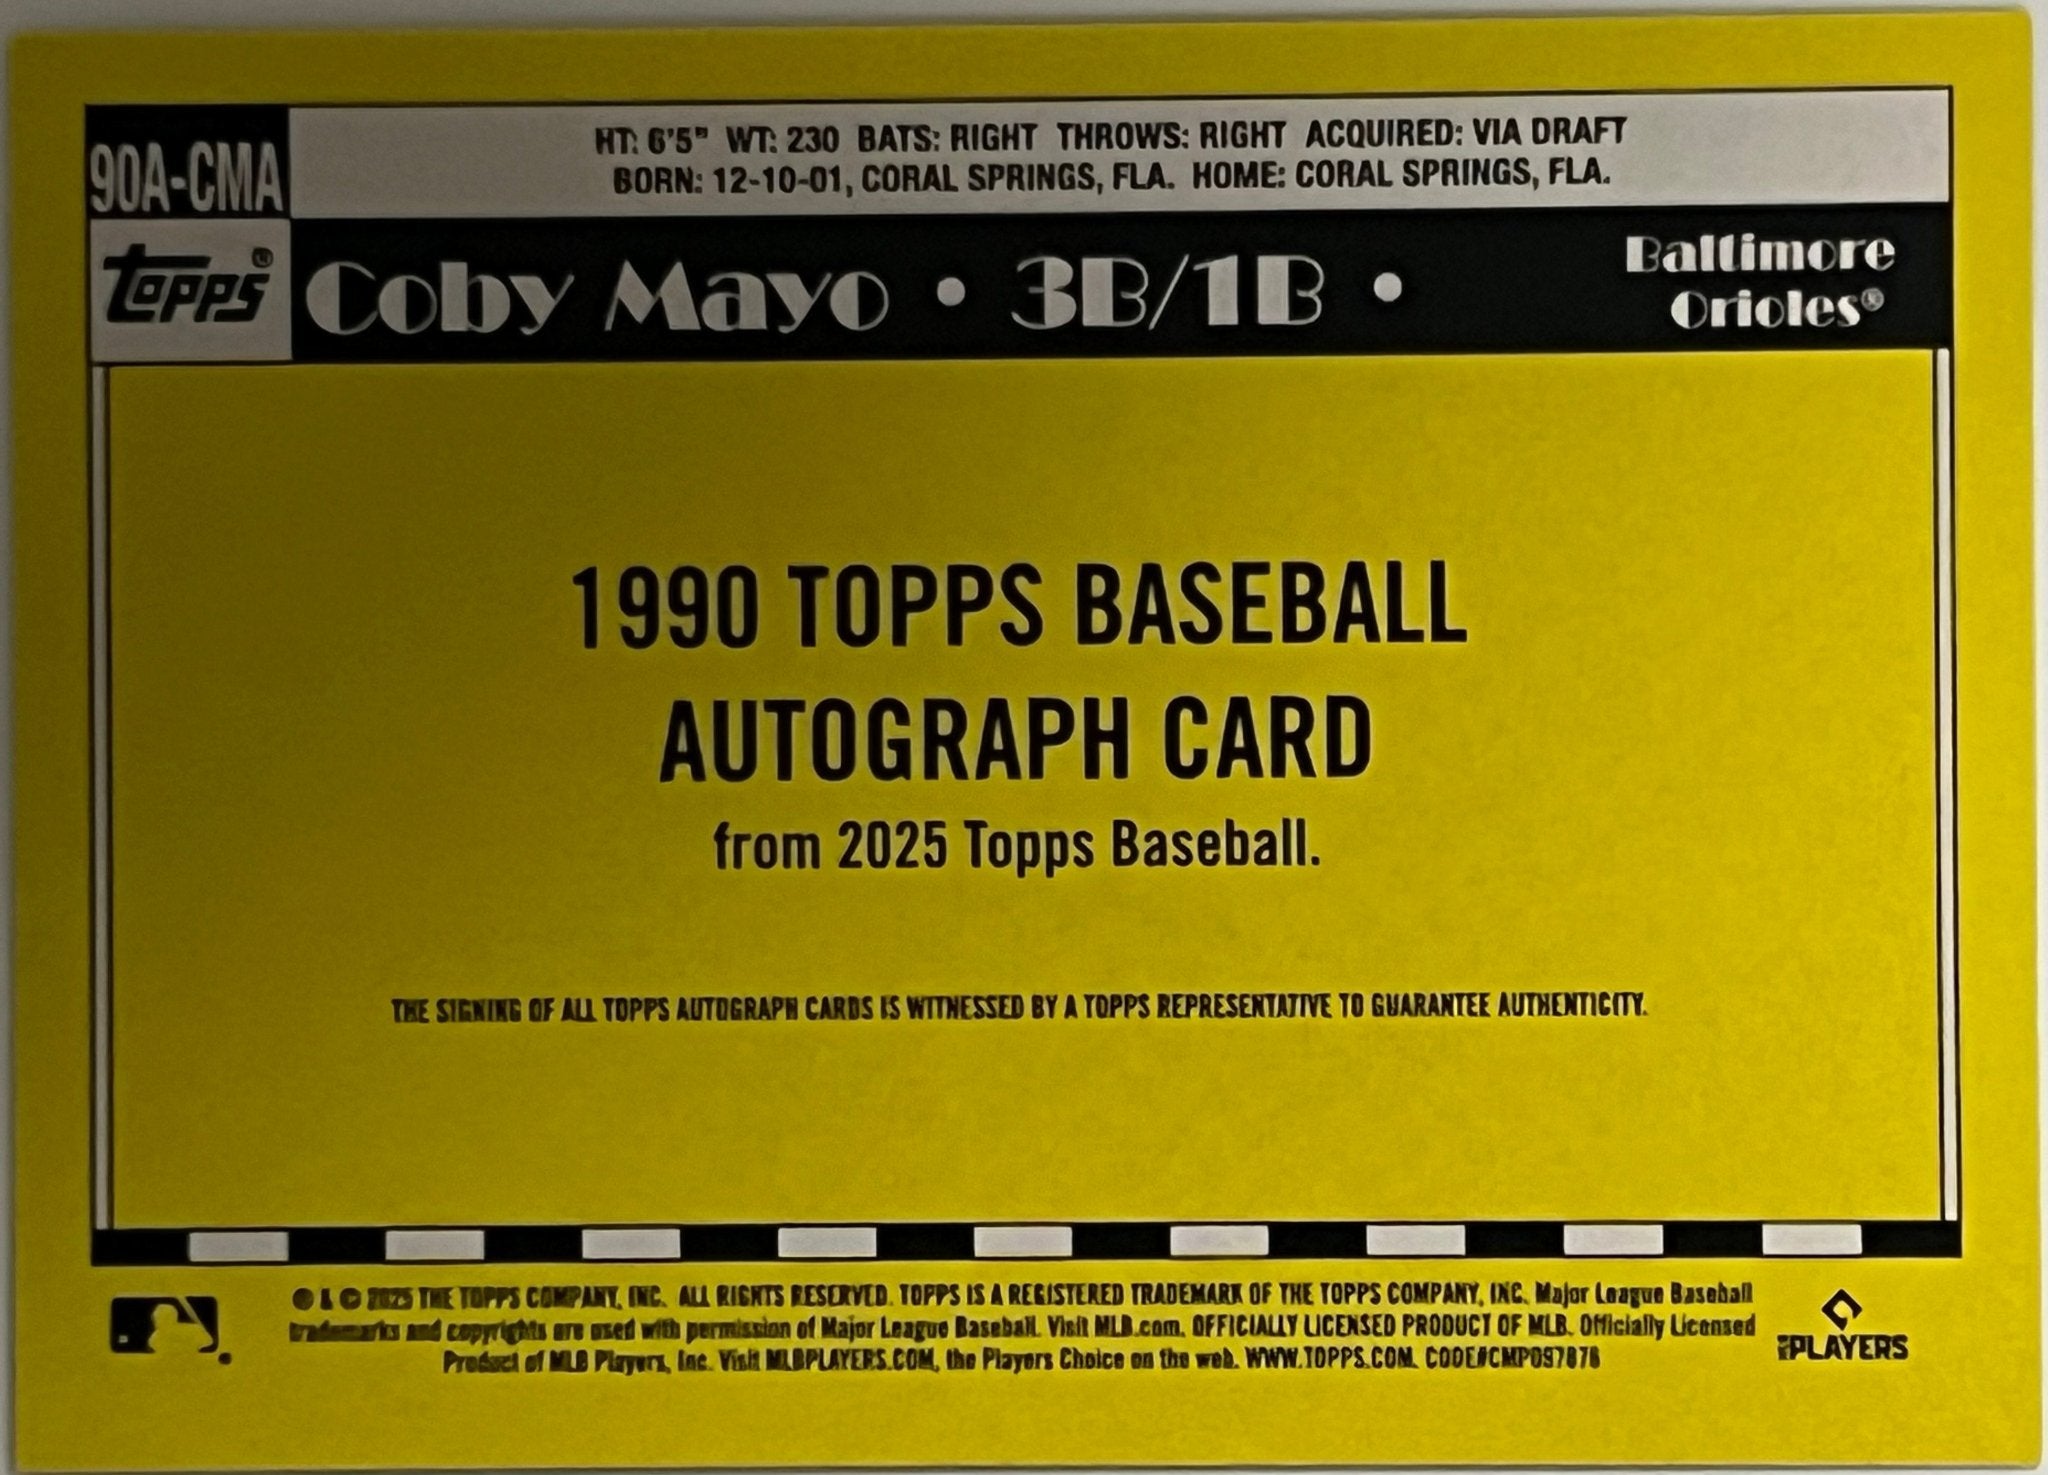 90A-CMA
HT: 6'5" WT: 230 BATS: RIGHT THROWS: RIGHT ACQUIRED: VIA DRAFT
BORN: 12-10-01, CORAL SPRINGS, FLA. HOME: CORAL SPRINGS, FLA.
Topps®
Coby Mayo • 3B/1B •
Baltimore
Orioles®
1990 TOPPS BASEBALL
AUTOGRAPH CARD
from 2025 Topps Baseball.
THE SIGNING OF ALL TOPPS AUTOGRAPH CARDS IS WITNESSED BY A TOPPS REPRESENTATIVE TO GUARANTEE AUTHENTICITY.
® & © 2025 THE TOPPS COMPANY, INC. ALL RIGHTS RESERVED. TOPPS IS A REGISTERED TRADEMARK OF THE TOPPS COMPANY, INC. Major League Baseball
trademarks and copyrights are used with permission of Major League Baseball. Visit MLB.com. OFFICIALLY LICENSED PRODUCT OF MLB. Officially Licensed
Product of MLB Players, Inc. Visit MLBPLAYERS.COM, the Players Choice on the web. WWW.TOPPS.COM. CODE#CMP097876
PLAYERS